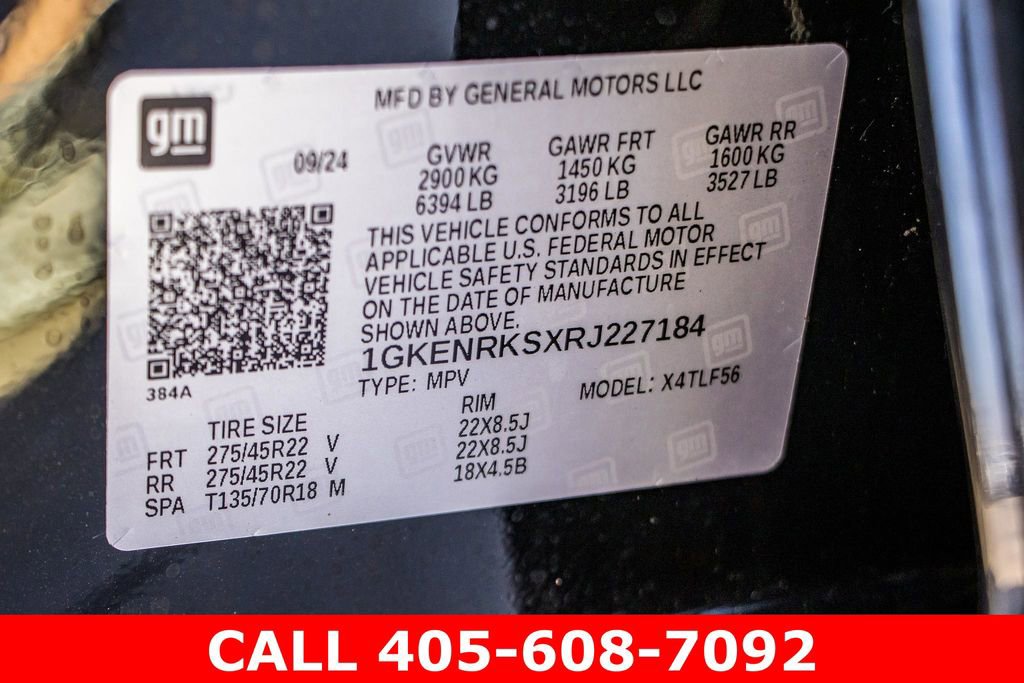 gm
MFD BY GENERAL MOTORS LLC
09/24
GVWR GAWR FRT GAWR RR
2900 KG 1450 KG 1600 KG
6394 LB 3196 LB 3527 LB
THIS VEHICLE CONFORMS TO ALL
APPLICABLE U.S. FEDERAL MOTOR
VEHICLE SAFETY STANDARDS IN EFFECT
ON THE DATE OF MANUFACTURE
SHOWN ABOVE.
1GKENRKSXRJ227184
384A
TYPE: MPV MODEL: X4TLF56
TIRE SIZE RIM
FRT 275/45R22 V 22X8.5J
RR 275/45R22 V 22X8.5J
SPA T135/70R18 M 18X4.5B
CALL 405-608-7092